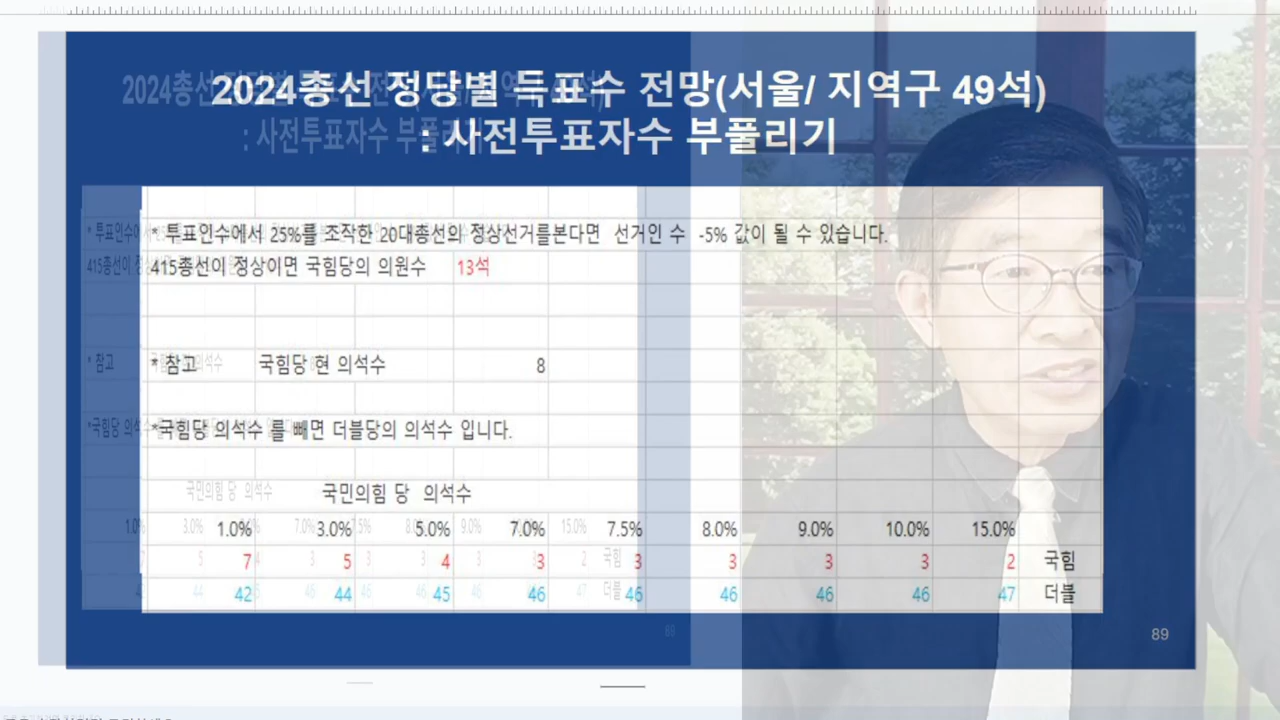 2024총선 정당별 득표수 전망(서울/ 지역구 49석)
: 사전투표자수 부풀리기
* 투표인수에서 25%를 조작한 20대총선의 정상선거를본다면 선거인 수 -5% 값이 될 수 있습니다.
415총선이 정상이면 국힘당의 의원수 13석
* 참고 국힘당 현 의석수 8
*국힘당 의석수 를 빼면 더블당의 의석수 입니다.
국민의힘 당 의석수
1.0% 3.0% 5.0% 7.0% 7.5% 8.0% 9.0% 10.0% 15.0%
7 5 4 3 3 3 3 3 2 국힘
42 44 45 46 46 46 46 46 47 더블
89